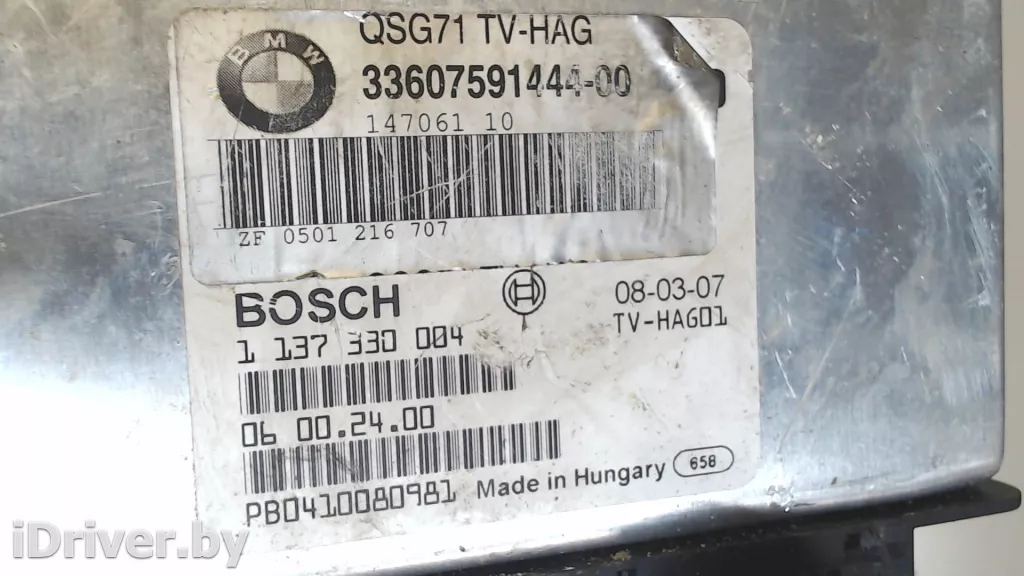 BMW
QSG71 TV-HAG
33607591444-00
147061 10
ZF 0501 216 707
BOSCH
08-03-07
1 137 330 004
TV-HAG01
06 00.24.00
PB0410080981
Made in Hungary
658
iDriver.by